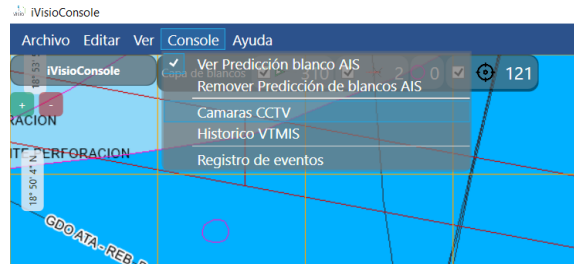 iVisioConsole
Archivo Editar Ver Console Ayuda
iVisioConsole
Capa de blancos 310 2 0 121
Ver Predicción blanco AIS
Remover Predicción de blancos AIS
Camaras CCTV
Historico VTMIS
Registro de eventos
18° 53'
+ -
RACION
TE PERFORACION
18° 50' 4" N
GDO ATA - REB